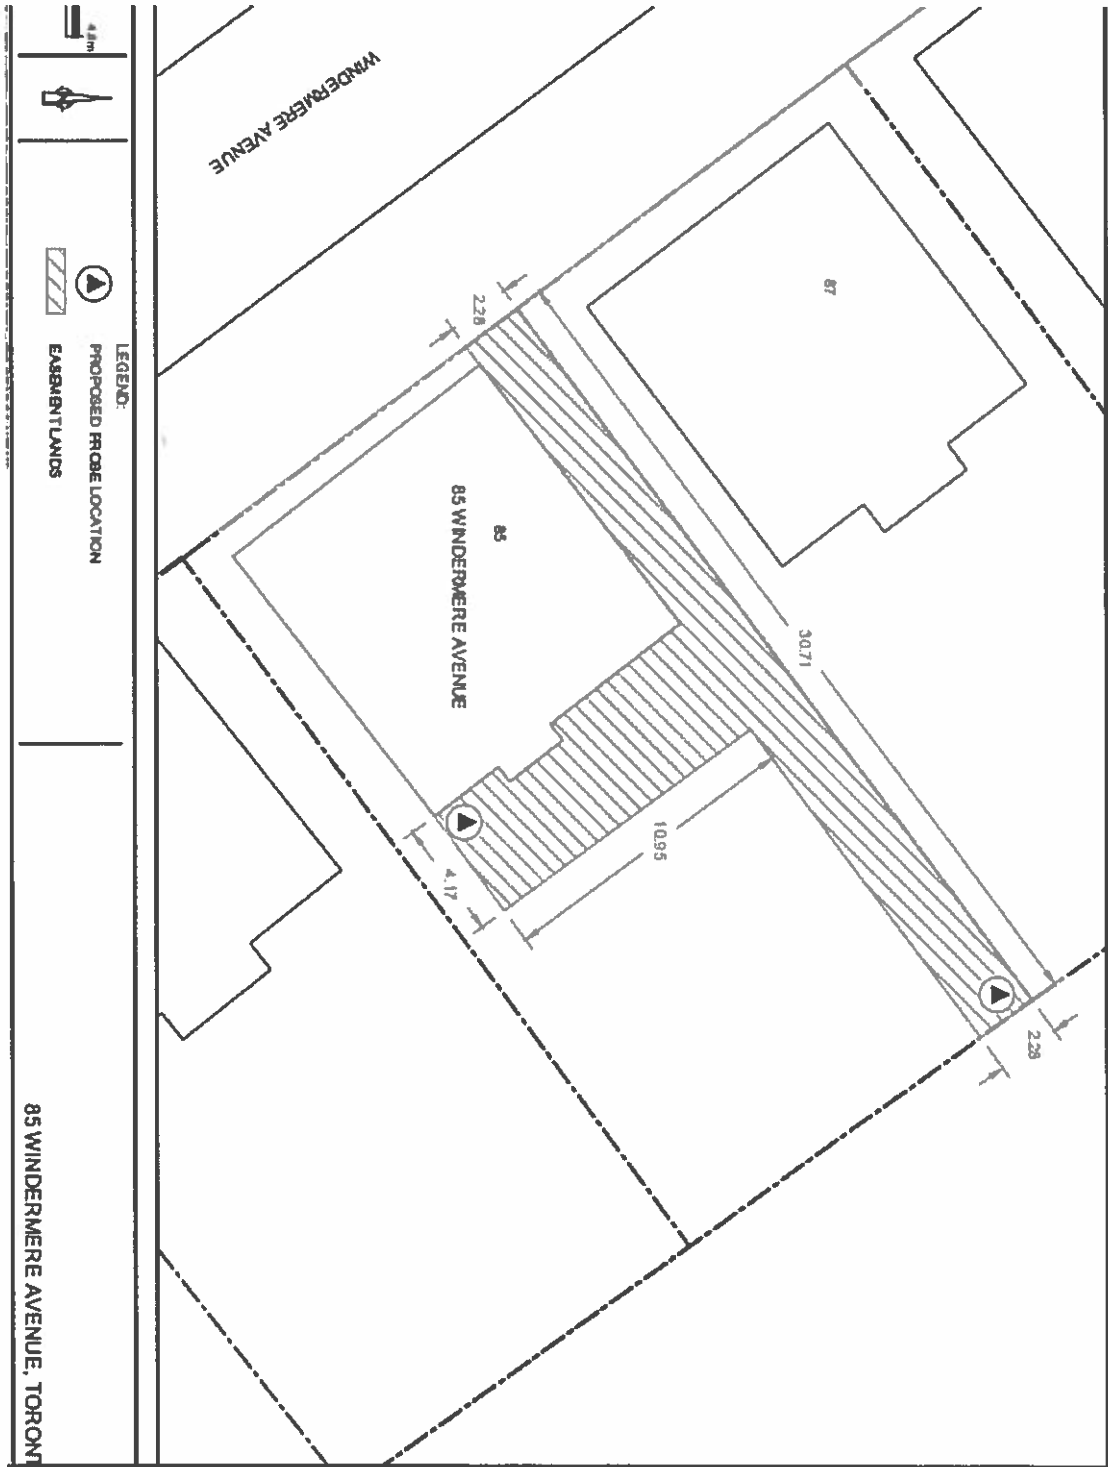 WINDERMERE AVENUE
87
2.28
30.71
85
85 WINDERMERE AVENUE
10.95
4.17
2.28
LEGEND:
PROPOSED PROBE LOCATION
EASEMENT LANDS
85 WINDERMERE AVENUE, TORONT